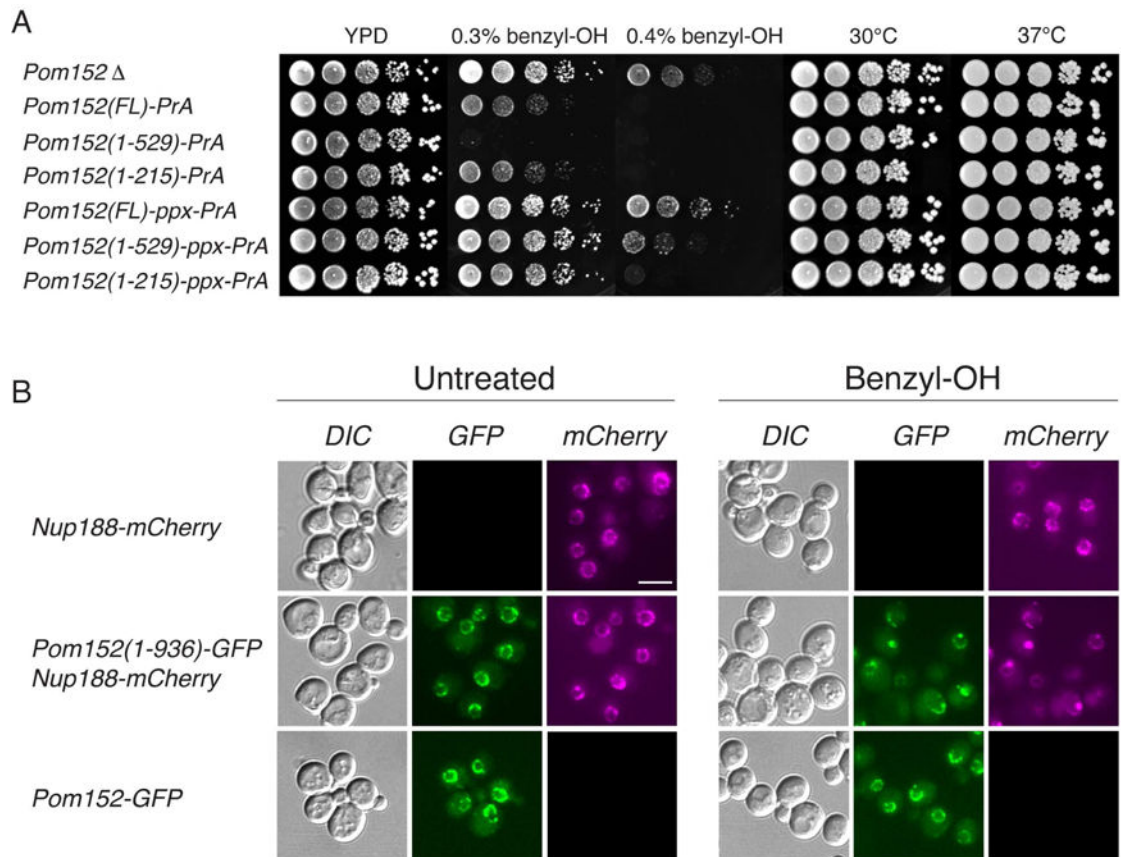 A
YPD 0.3% benzyl-OH 0.4% benzyl-OH 30°C 37°C
Pom152 Δ
Pom152(FL)-PrA
Pom152(1-529)-PrA
Pom152(1-215)-PrA
Pom152(FL)-ppx-PrA
Pom152(1-529)-ppx-PrA
Pom152(1-215)-ppx-PrA
B
Untreated Benzyl-OH
DIC GFP mCherry DIC GFP mCherry
Nup188-mCherry
Pom152(1-936)-GFP
Nup188-mCherry
Pom152-GFP